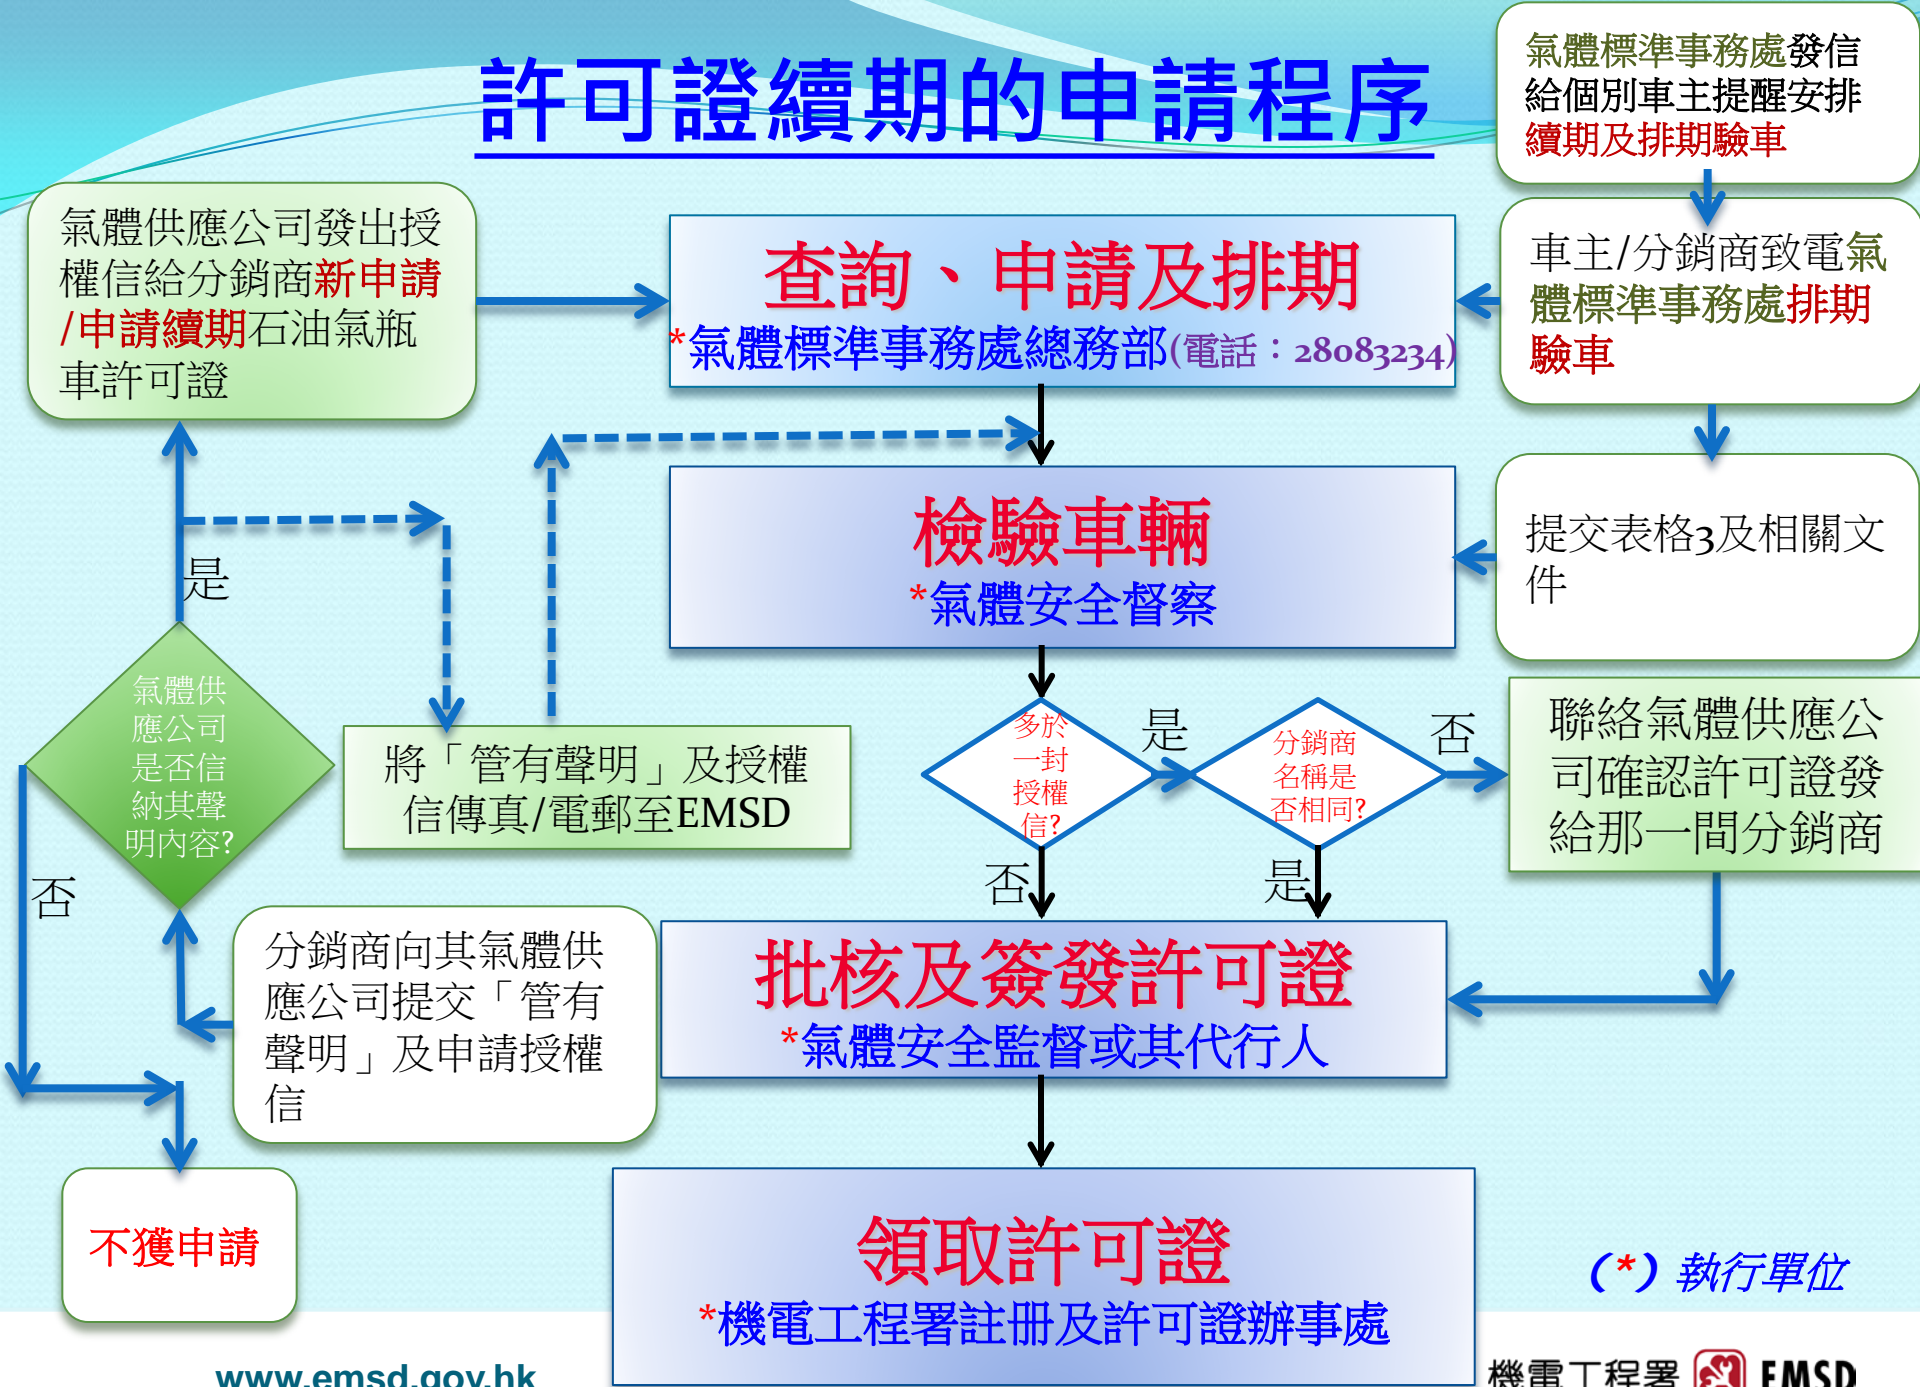 許可證續期的申請程序
氣體標準事務處發信
給個別車主提醒安排
續期及排期驗車
氣體供應公司發出授
權信給分銷商新申請
/申請續期石油氣瓶
車許可證
查詢、申請及排期
*氣體標準事務處總務部(電話：28083234)
車主/分銷商致電氣
體標準事務處排期
驗車
檢驗車輛
*氣體安全督察
提交表格3及相關文
件
是
氣體供
應公司
是否信
納其聲
明內容?
將「管有聲明」及授權
信傳真/電郵至EMSD
多於
一封
授權
信?
是
分銷商
名稱是
否相同?
否
聯絡氣體供應公
司確認許可證發
給那一間分銷商
否
否
是
分銷商向其氣體供
應公司提交「管有
聲明」及申請授權
信
批核及簽發許可證
*氣體安全監督或其代行人
不獲申請
領取許可證
*機電工程署註冊及許可證辦事處
(*) 執行單位
www.emsd.gov.hk
機電工程署 EMSD